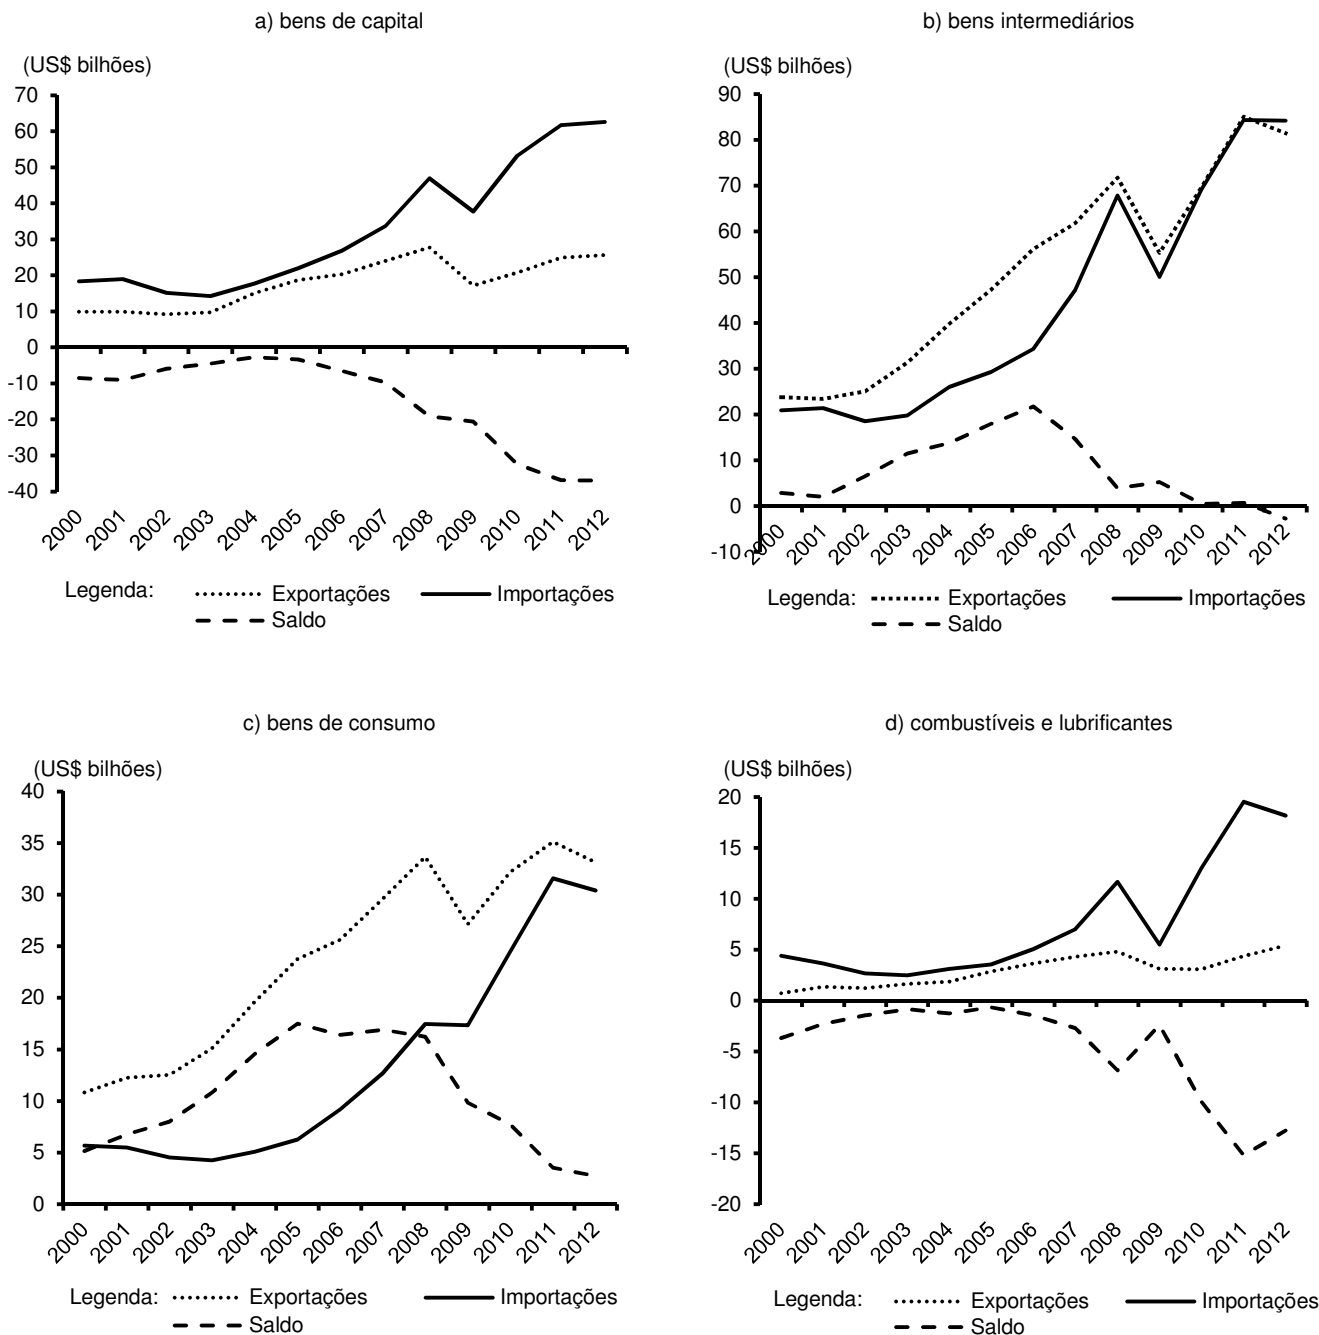 a) bens de capital
(US$ bilhões)
70
60
50
40
30
20
10
0
-10
-20
-30
-40
2000 2001 2002 2003 2004 2005 2006 2007 2008 2009 2010 2011 2012
Legenda: Exportações Importações
Saldo
b) bens intermediários
(US$ bilhões)
90
80
70
60
50
40
30
20
10
0
-10
2000 2001 2002 2003 2004 2005 2006 2007 2008 2009 2010 2011 2012
Legenda: Exportações Importações
Saldo
c) bens de consumo
(US$ bilhões)
40
35
30
25
20
15
10
5
0
2000 2001 2002 2003 2004 2005 2006 2007 2008 2009 2010 2011 2012
Legenda: Exportações Importações
Saldo
d) combustíveis e lubrificantes
(US$ bilhões)
20
15
10
5
0
-5
-10
-15
-20
2000 2001 2002 2003 2004 2005 2006 2007 2008 2009 2010 2011 2012
Legenda: Exportações Importações
Saldo